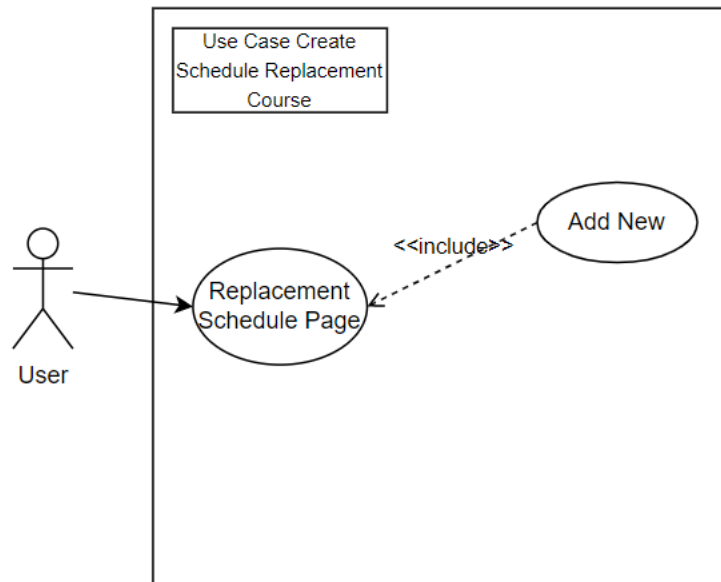 Use Case Create
Schedule Replacement
Course
Add New
<<include>>
Replacement
Schedule Page
User